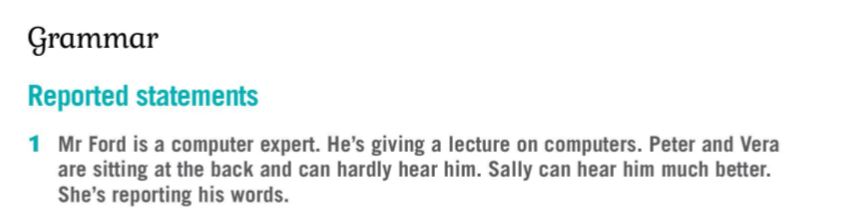 Grammar
Reported statements
1 Mr Ford is a computer expert. He's giving a lecture on computers. Peter and Vera
are sitting at the back and can hardly hear him. Sally can hear him much better.
She's reporting his words.